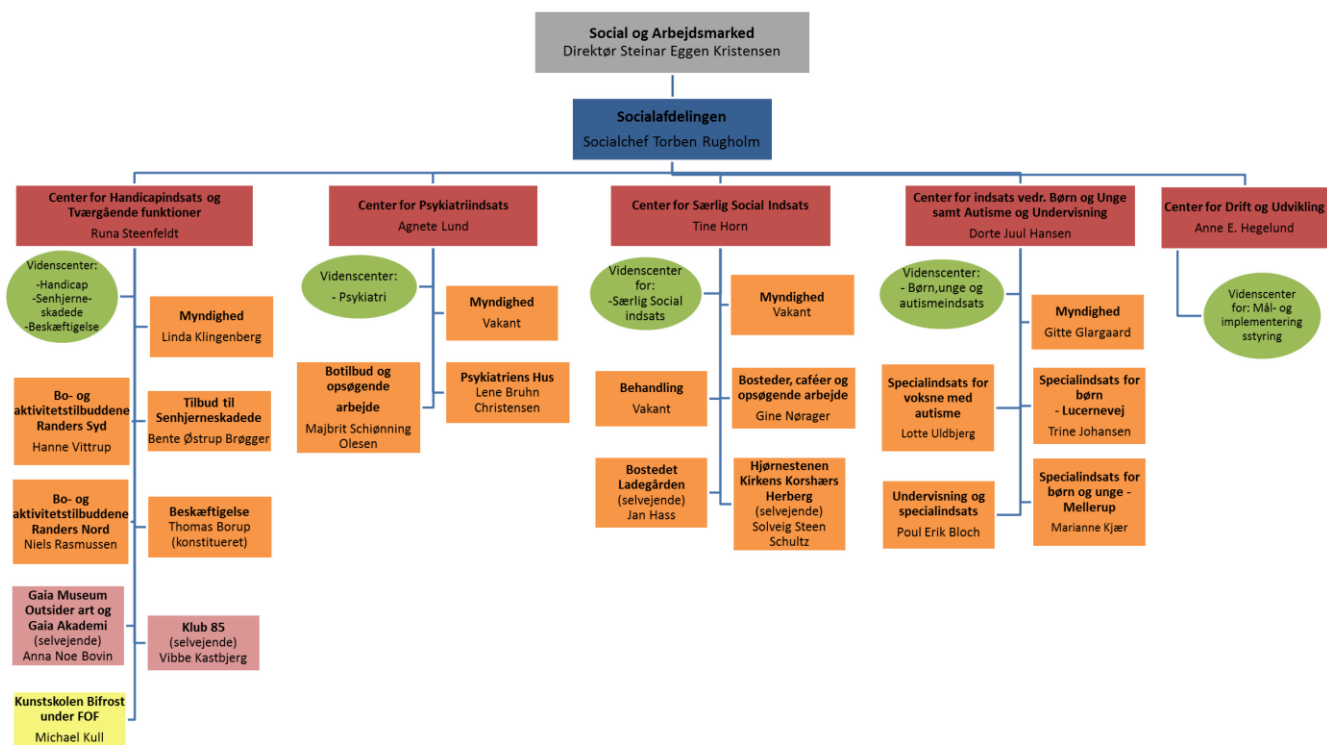 Social og Arbejdsmarked
Direktør Steinar Eggen Kristensen
Socialafdelingen
Socialchef Torben Rugholm
Center for Handicapindsats og
Tværgående funktioner
Runa Steenfeldt
Videnscenter:
-Handicap
-Senhjerne-
skadede
-Beskæftigelse
Myndighed
Linda Klingenberg
Bo- og
aktivitetstilbuddene
Randers Syd
Hanne Vittrup
Tilbud til
Senhjerneskadede
Bente Østrup Brøgger
Bo- og
aktivitetstilbuddene
Randers Nord
Niels Rasmussen
Beskæftigelse
Thomas Borup
(konstitueret)
Gaia Museum
Outsider art og
Gaia Akademi
(selvejende)
Anna Noe Bovin
Klub 85
(selvejende)
Vibbe Kastbjerg
Kunstskolen Bifrost
under FOF
Michael Kull
Center for Psykiatriindsats
Agnete Lund
Videnscenter:
- Psykiatri
Myndighed
Vakant
Botilbud og
opsøgende
arbejde
Majbrit Schiønning
Olesen
Psykiatriens Hus
Lene Bruhn
Christensen
Center for Særlig Social Indsats
Tine Horn
Videnscenter
for:
-Særlig Social
indsats
Myndighed
Vakant
Behandling
Vakant
Bosteder, caféer og
opsøgende arbejde
Gine Nørager
Bostedet
Ladegården
(selvejende)
Jan Hass
Hjørnestenen
Kirkens Korshærs
Herberg
(selvejende)
Solveig Steen
Schultz
Center for indsats vedr. Børn og Unge
samt Autisme og Undervisning
Dorte Juul Hansen
Videnscenter:
- Børn,unge og
autismeindsats
Myndighed
Gitte Glargaard
Specialindsats for
voksne med
autisme
Lotte Uldbjerg
Specialindsats for
børn
- Lucernevej
Trine Johansen
Undervisning og
specialindsats
Poul Erik Bloch
Specialindsats for
børn og unge -
Mellerup
Marianne Kjær
Center for Drift og Udvikling
Anne E. Hegelund
Videnscenter
for: Mål- og
implementering
sstyring